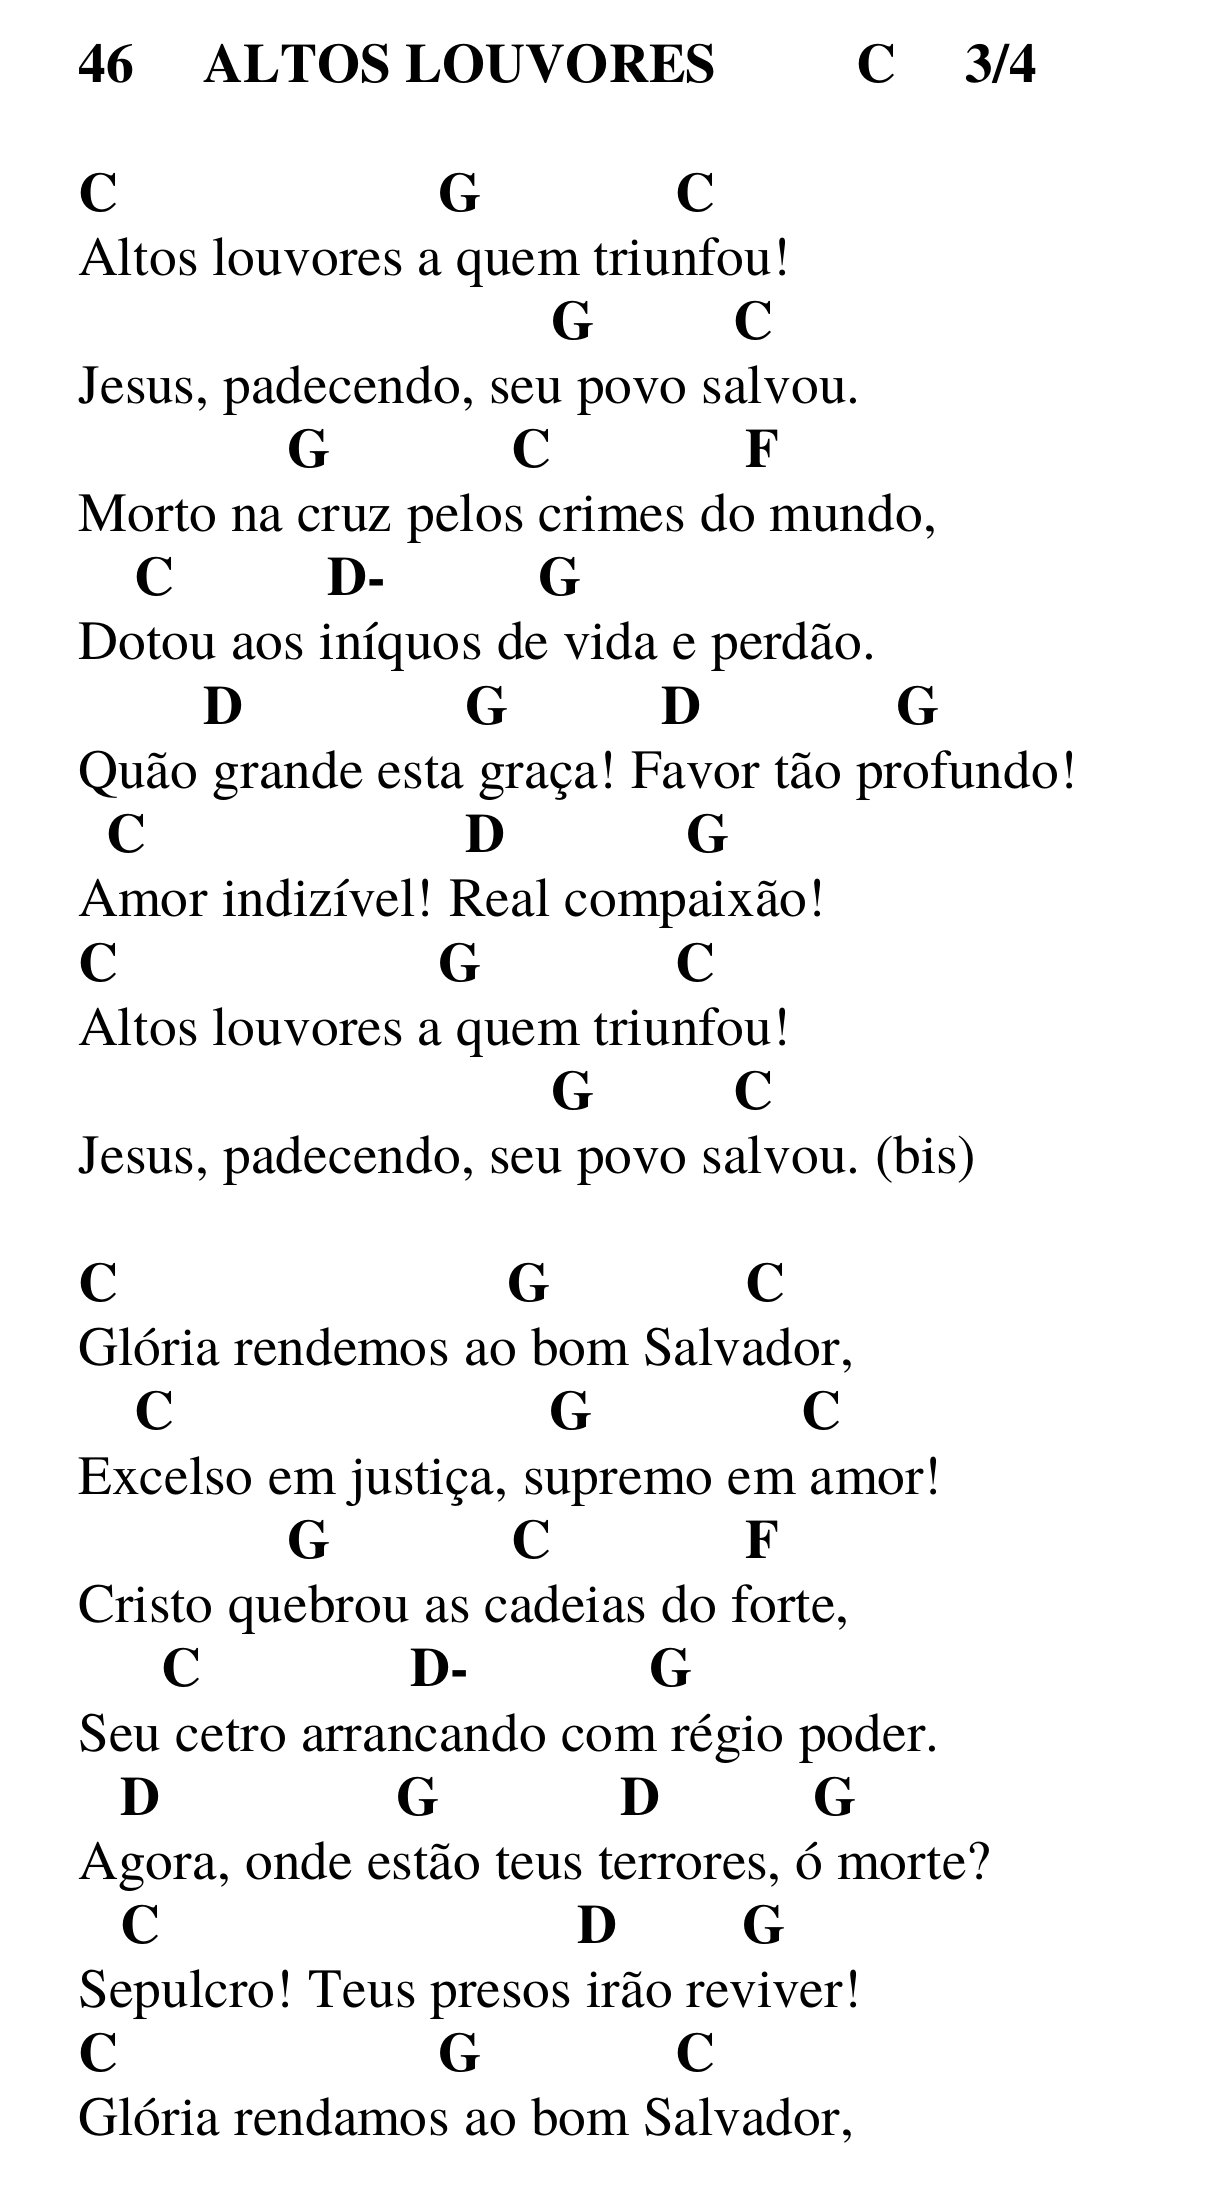 46 ALTOS LOUVORES C 3/4
C G C
Altos louvores a quem triunfou!
G C
Jesus, padecendo, seu povo salvou.
G C F
Morto na cruz pelos crimes do mundo,
C D- G
Dotou aos iníquos de vida e perdão.
D G D G
Quão grande esta graça! Favor tão profundo!
C D G
Amor indizível! Real compaixão!
C G C
Altos louvores a quem triunfou!
G C
Jesus, padecendo, seu povo salvou. (bis)
C G C
Glória rendemos ao bom Salvador,
C G C
Excelso em justiça, supremo em amor!
G C F
Cristo quebrou as cadeias do forte,
C D- G
Seu cetro arrancando com régio poder.
D G D G
Agora, onde estão teus terrores, ó morte?
C D G
Sepulcro! Teus presos irão reviver!
C G C
Glória rendamos ao bom Salvador,